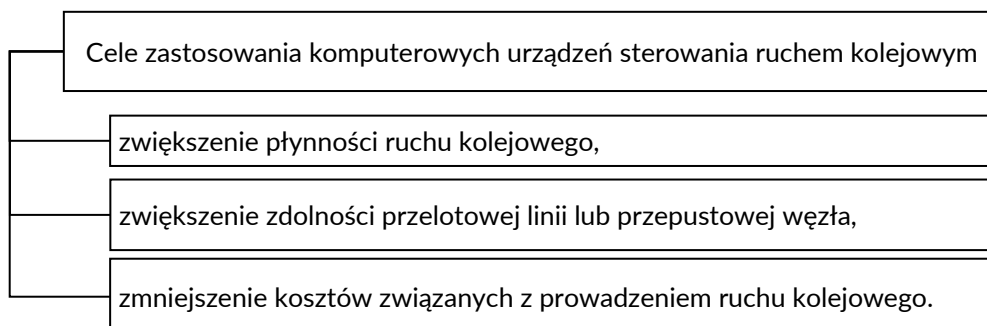 Cele zastosowania komputerowych urządzeń sterowania ruchem kolejowym
zwiększenie płynności ruchu kolejowego,
zwiększenie zdolności przelotowej linii lub przepustowej węzła,
zmniejszenie kosztów związanych z prowadzeniem ruchu kolejowego.